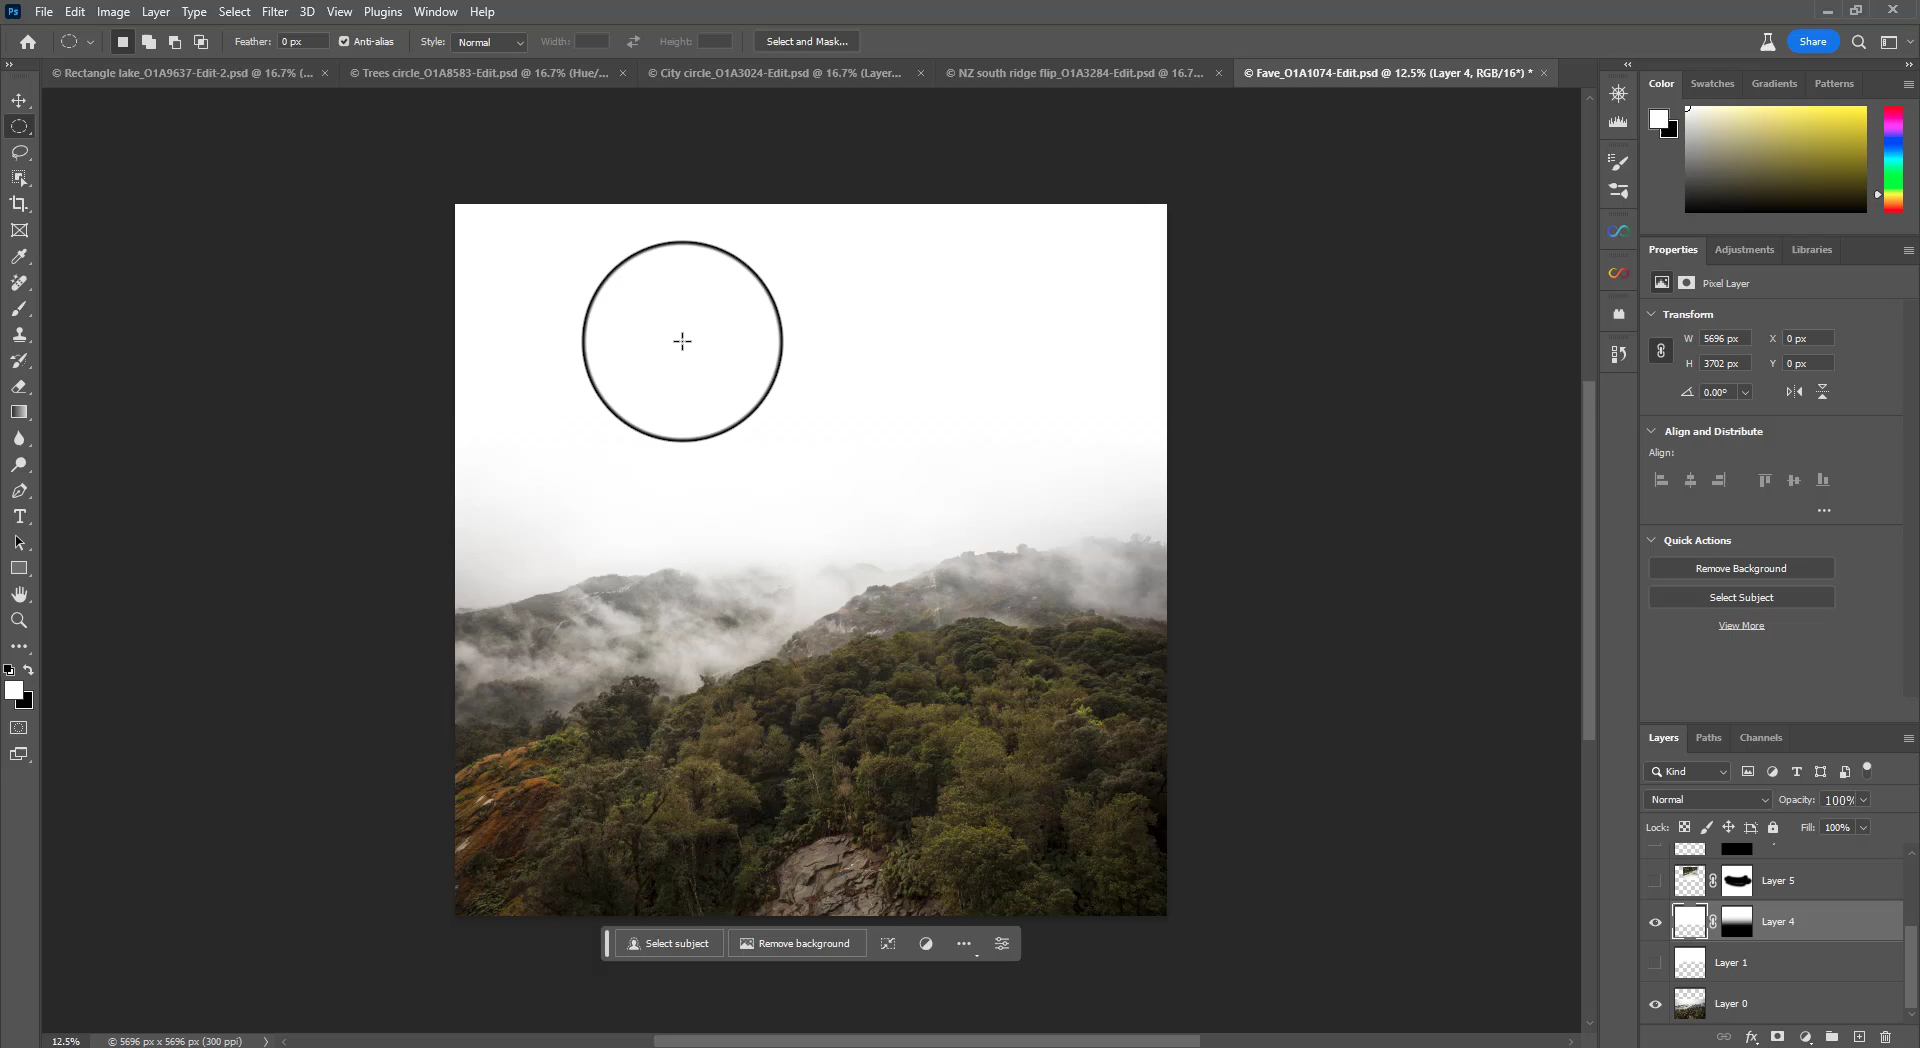 Ps File Edit Image Layer Type Select Filter 3D View Plugins Window Help
Feather: 0 px Anti-alias Style: Normal Width: Height: Select and Mask... Share
© Rectangle lake_O1A9637-Edit-2.psd @ 16.7% (... × © Trees circle_O1A8583-Edit.psd @ 16.7% (Hue/... × © City circle_O1A3024-Edit.psd @ 16.7% (Layer... × © NZ south ridge flip_O1A3284-Edit.psd @ 16.7... × © Fave_O1A1074-Edit.psd @ 12.5% (Layer 4, RGB/16*) * ×
Color Swatches Gradients Patterns
Properties Adjustments Libraries
Pixel Layer
Transform
W 5696 px X 0 px
H 3702 px Y 0 px
0.00°
Align and Distribute
Align:
Quick Actions
Remove Background
Select Subject
View More
Layers Paths Channels
Kind
Normal Opacity: 100%
Lock: Fill: 100%
Layer 5
Layer 4
Layer 1
Layer 0
Select subject Remove background
12.5% © 5696 px x 5696 px (300 ppi)